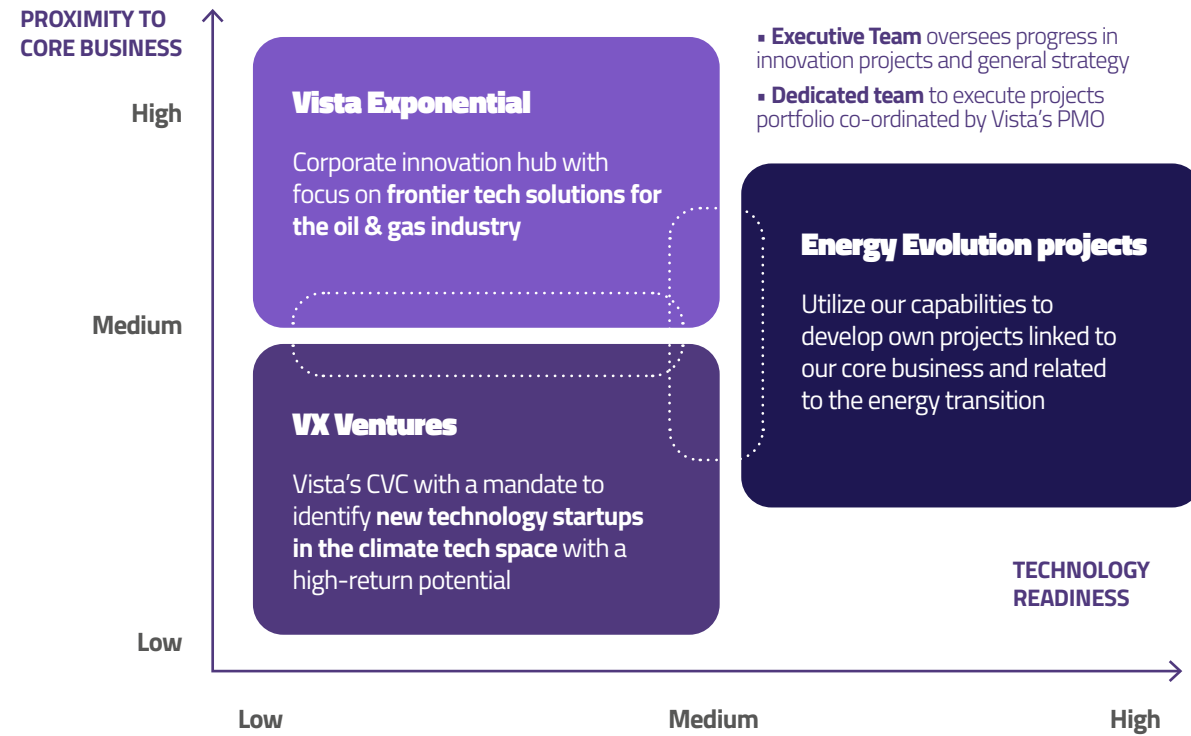 PROXIMITY TO
CORE BUSINESS
High
Medium
Low
Vista Exponential
Corporate innovation hub with
focus on frontier tech solutions for
the oil & gas industry
VX Ventures
Vista’s CVC with a mandate to
identify new technology startups
in the climate tech space with a
high-return potential
▪ Executive Team oversees progress in
innovation projects and general strategy
▪ Dedicated team to execute projects
portfolio co-ordinated by Vista’s PMO
Energy Evolution projects
Utilize our capabilities to
develop own projects linked to
our core business and related
to the energy transition
TECHNOLOGY
READINESS
Low
Medium
High